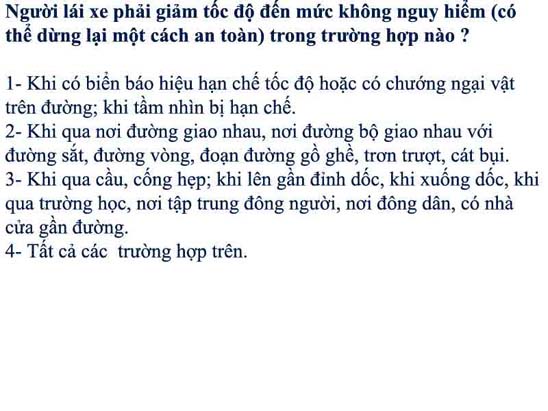 Người lái xe phải giảm tốc độ đến mức không nguy hiểm (có
thể dừng lại một cách an toàn) trong trường hợp nào ?
1- Khi có biển báo hiệu hạn chế tốc độ hoặc có chướng ngại vật
trên đường; khi tầm nhìn bị hạn chế.
2- Khi qua nơi đường giao nhau, nơi đường bộ giao nhau với
đường sắt, đường vòng, đoạn đường gồ ghề, trơn trượt, cát bụi.
3- Khi qua cầu, cống hẹp; khi lên gần đỉnh dốc, khi xuống dốc, khi
qua trường học, nơi tập trung đông người, nơi đông dân, có nhà
cửa gần đường.
4- Tất cả các trường hợp trên.